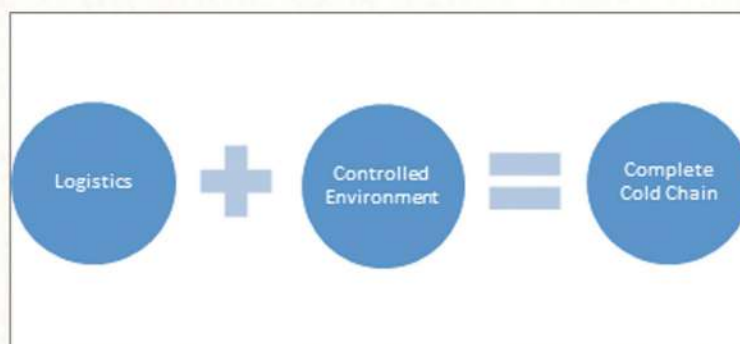 Logistics
Controlled
Environment
Complete
Cold Chain